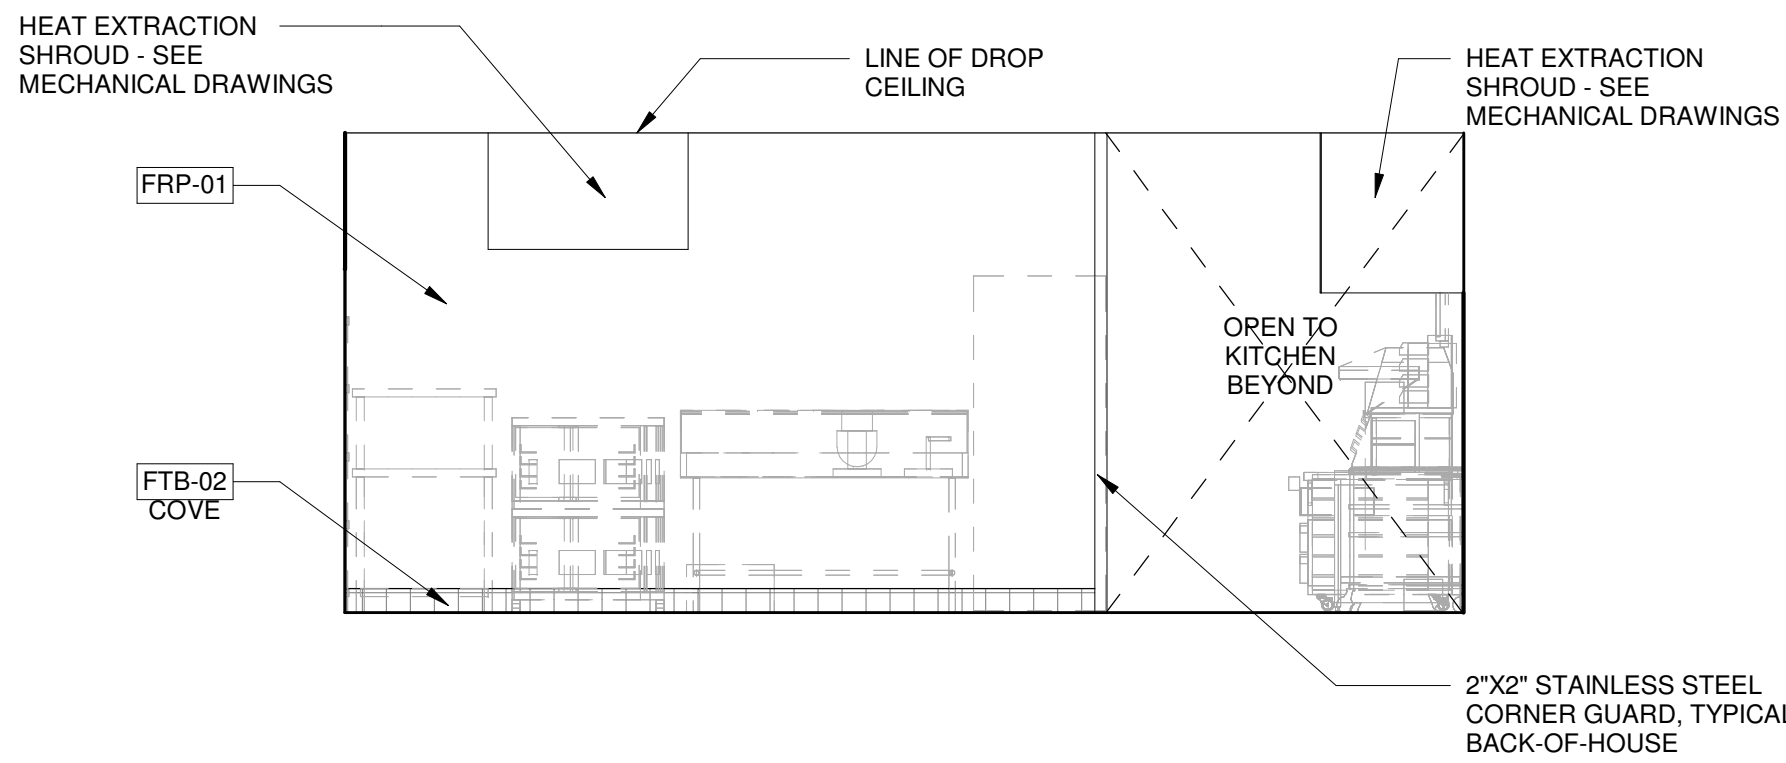 HEAT EXTRACTION
SHROUD - SEE
MECHANICAL DRAWINGS
LINE OF DROP
CEILING
HEAT EXTRACTION
SHROUD - SEE
MECHANICAL DRAWINGS
FRP-01
OPEN TO
KITCHEN
BEYOND
FTB-02
COVE
2"X2" STAINLESS STEEL
CORNER GUARD, TYPICAL
BACK-OF-HOUSE